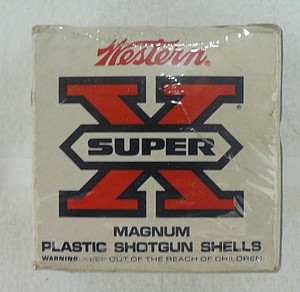 Western®
X®
SUPER
MAGNUM
PLASTIC SHOTGUN SHELLS
WARNING: KEEP OUT OF THE REACH OF CHILDREN